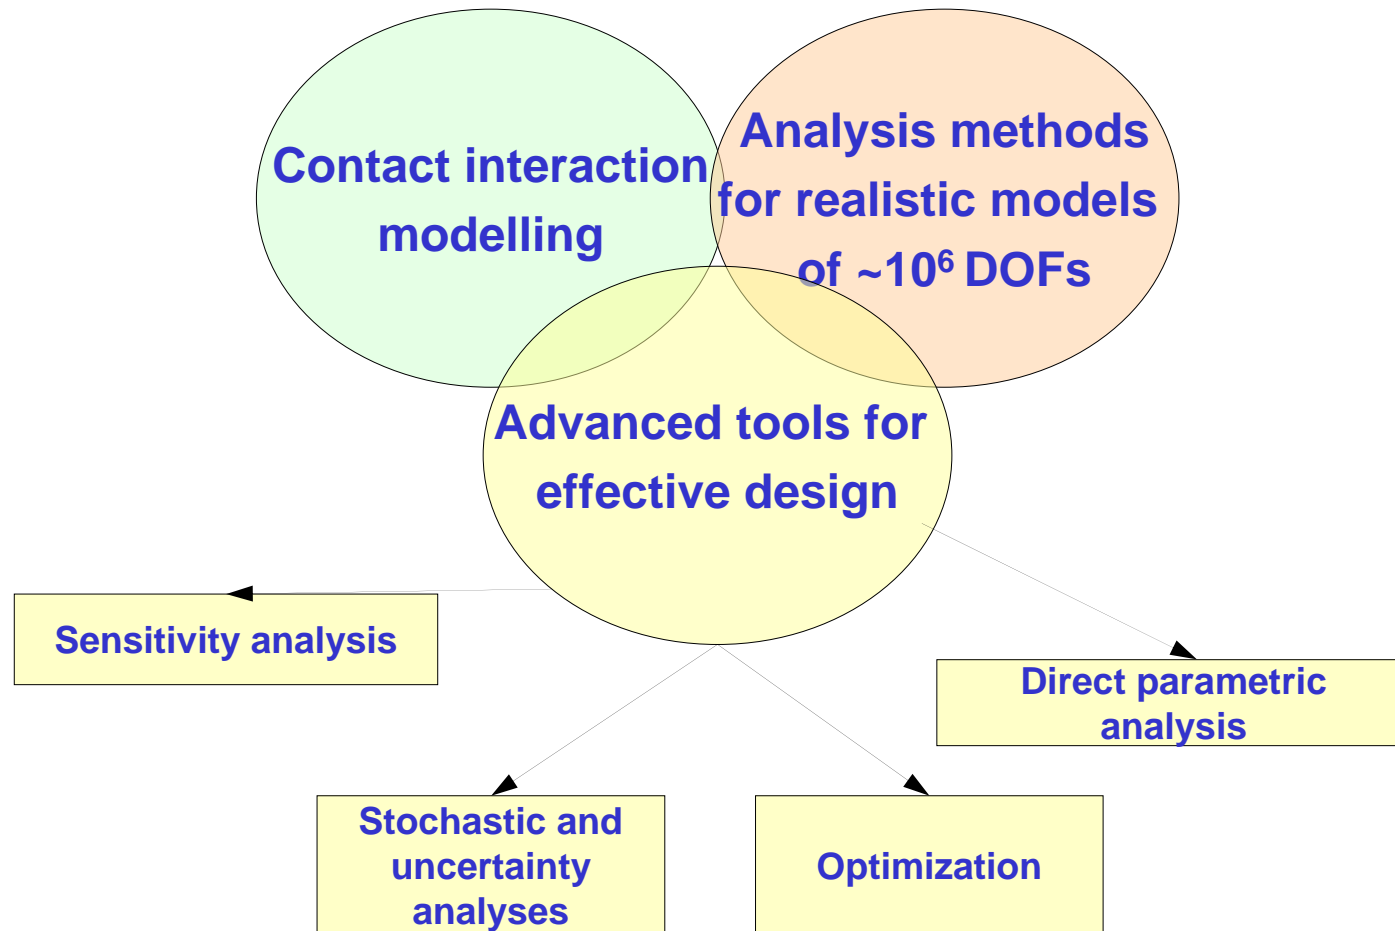 Contact interaction
modelling
Analysis methods
for realistic models
of ~10⁶ DOFs
Advanced tools for
effective design
Sensitivity analysis
Direct parametric
analysis
Stochastic and
uncertainty
analyses
Optimization